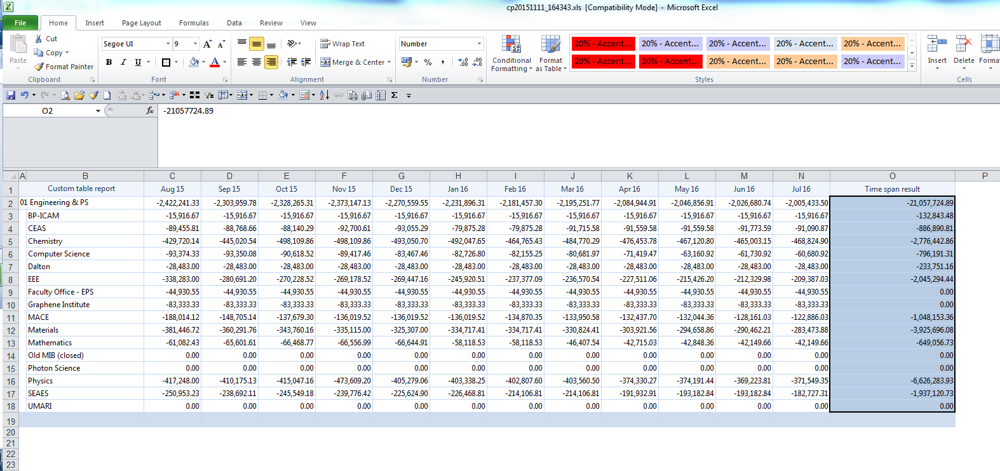 cp20151111_164343.xls [Compatibility Mode] - Microsoft Excel
File Home Insert Page Layout Formulas Data Review View
Paste
Cut
Copy
Format Painter
Clipboard
Segoe UI 9
B I U
Font
Wrap Text
Merge & Center
Alignment
Number
Number
Conditional Formatting
Format as Table
20% - Accent... 20% - Accent... 20% - Accent... 20% - Accent... 20% - Accent...
20% - Accent... 20% - Accent... 20% - Accent... 20% - Accent... 20% - Accent...
Styles
Insert Delete Forma
Cells
O2 fx -21057724.89
A B C D E F G H I J K L M N O P
1 Custom table report Aug 15 Sep 15 Oct 15 Nov 15 Dec 15 Jan 16 Feb 16 Mar 16 Apr 16 May 16 Jun 16 Jul 16 Time span result
2 01 Engineering & PS -2,422,241.33 -2,303,959.78 -2,328,265.31 -2,373,147.13 -2,270,559.55 -2,231,896.31 -2,181,457.30 -2,195,251.77 -2,084,944.91 -2,046,856.91 -2,026,680.74 -2,005,433.50 -21,057,724.89
3 BP-ICAM -15,916.67 -15,916.67 -15,916.67 -15,916.67 -15,916.67 -15,916.67 -15,916.67 -15,916.67 -15,916.67 -15,916.67 -15,916.67 -15,916.67 -132,843.48
4 CEAS -89,455.81 -88,768.66 -88,140.29 -92,700.61 -93,055.29 -79,875.28 -79,875.28 -91,715.58 -91,559.58 -91,559.58 -91,773.59 -91,090.87 -886,890.81
5 Chemistry -429,720.14 -445,020.54 -498,109.86 -498,109.86 -493,050.70 -492,047.65 -464,765.43 -484,770.29 -476,453.78 -467,120.80 -465,003.15 -468,824.90 -2,776,442.86
6 Computer Science -93,374.33 -93,350.08 -90,618.52 -89,417.46 -83,467.46 -82,726.80 -82,155.25 -80,681.97 -71,419.47 -63,160.92 -61,730.92 -60,680.92 -796,191.31
7 Dalton -28,483.00 -28,483.00 -28,483.00 -28,483.00 -28,483.00 -28,483.00 -28,483.00 -28,483.00 -28,483.00 -28,483.00 -28,483.00 -28,483.00 -233,751.16
8 EEE -338,283.00 -280,691.20 -270,228.52 -269,178.52 -269,447.16 -245,920.51 -237,377.09 -236,570.54 -227,511.06 -215,426.20 -212,329.98 -209,387.03 -2,045,294.44
9 Faculty Office - EPS -44,930.55 -44,930.55 -44,930.55 -44,930.55 -44,930.55 -44,930.55 -44,930.55 -44,930.55 -44,930.55 -44,930.55 -44,930.55 -44,930.55 0.00
10 Graphene Institute -83,333.33 -83,333.33 -83,333.33 -83,333.33 -83,333.33 -83,333.33 -83,333.33 -83,333.33 -83,333.33 -83,333.33 -83,333.33 -83,333.33 0.00
11 MACE -188,014.12 -148,705.14 -137,679.30 -136,019.52 -136,019.52 -136,019.52 -134,870.35 -133,950.58 -132,437.70 -132,044.36 -128,161.03 -122,886.03 -1,048,153.36
12 Materials -381,446.72 -360,291.76 -343,760.16 -335,115.00 -325,307.00 -334,717.41 -334,717.41 -330,824.41 -303,921.56 -294,658.86 -290,462.21 -283,473.88 -3,925,696.08
13 Mathematics -61,082.43 -65,601.61 -66,468.77 -66,556.99 -66,644.91 -58,118.53 -58,118.53 -46,407.54 -42,715.03 -42,848.36 -42,149.66 -42,149.66 -649,056.73
14 Old MIB (closed) 0.00 0.00 0.00 0.00 0.00 0.00 0.00 0.00 0.00 0.00 0.00 0.00 0.00
15 Photon Science 0.00 0.00 0.00 0.00 0.00 0.00 0.00 0.00 0.00 0.00 0.00 0.00 0.00
16 Physics -417,248.00 -410,175.13 -415,047.16 -473,609.20 -405,279.06 -403,338.25 -402,807.60 -403,560.50 -374,330.27 -374,191.44 -369,223.81 -371,549.35 -6,626,283.93
17 SEAES -250,953.23 -238,692.11 -245,549.18 -239,776.42 -225,624.90 -226,468.81 -214,106.81 -214,106.81 -191,932.91 -193,182.84 -193,182.84 -182,727.31 -1,937,120.73
18 UMARI 0.00 0.00 0.00 0.00 0.00 0.00 0.00 0.00 0.00 0.00 0.00 0.00 0.00
19
20
21
22
23